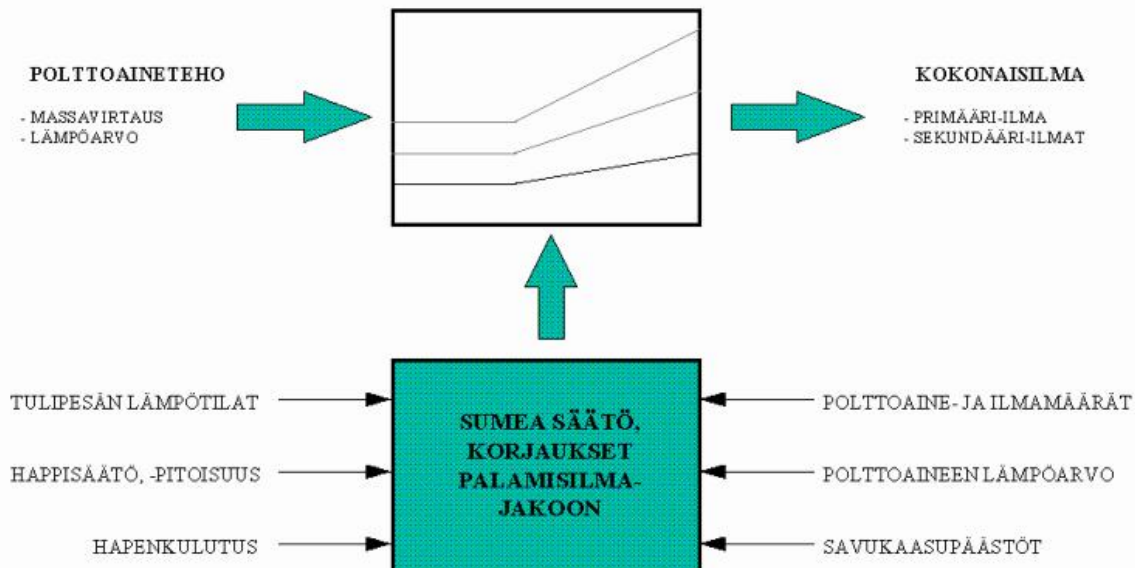 POLTTOAINETEHO
- MASSAVIRTAUS
- LÄMPÖARVO
KOKONAISILMA
- PRIMÄÄRI-ILMA
- SEKUNDÄÄRI-ILMAT
TULIPESÄN LÄMPÖTILAT
HAPPISÄÄTÖ, -PITOISUUS
HAPENKULUTUS
SUMEA SÄÄTÖ,
KORJAUKSET
PALAMISILMA-
JAKOON
POLTTOAINE- JA ILMAMÄÄRÄT
POLTTOAINEEN LÄMPÖARVO
SAVUKAASUPÄÄSTÖT